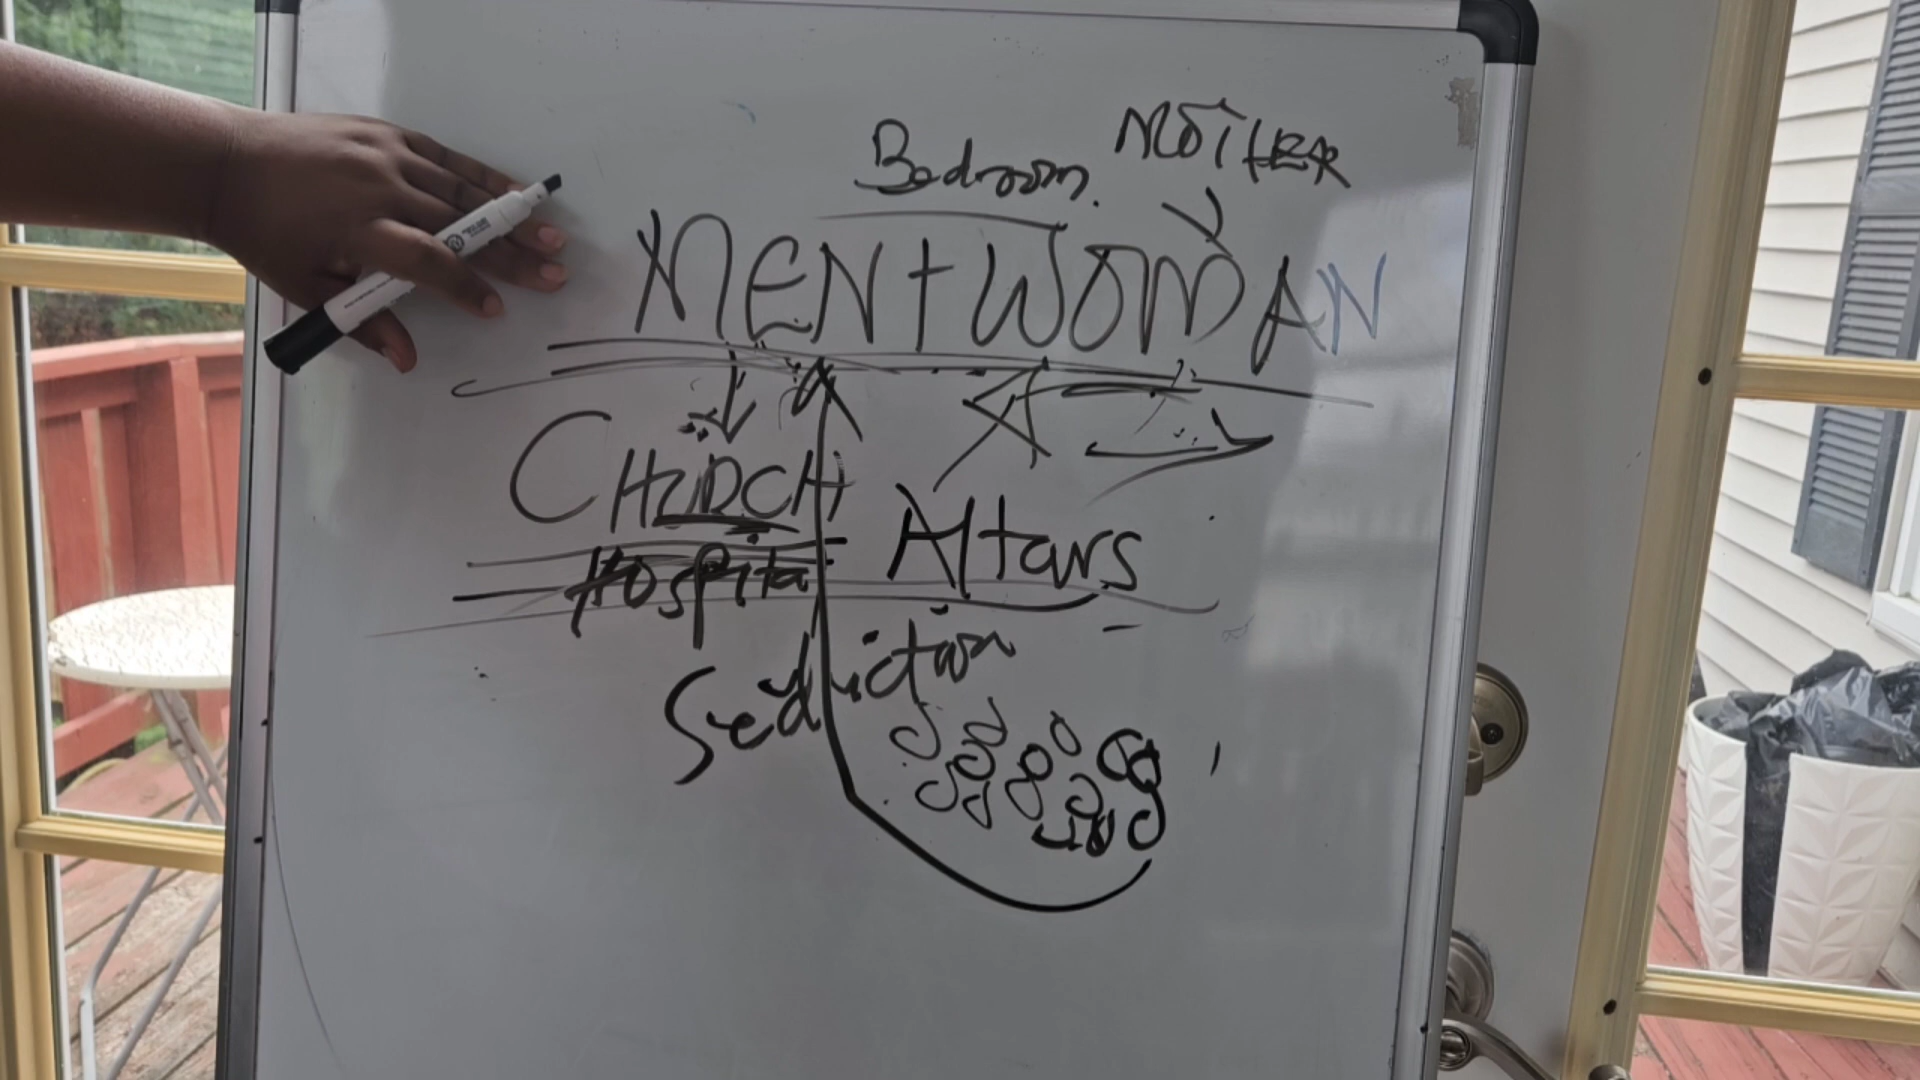 Bedroom. MOTHER
MEN + WOMAN
CHURCH
Altars
Hospital
Seduction